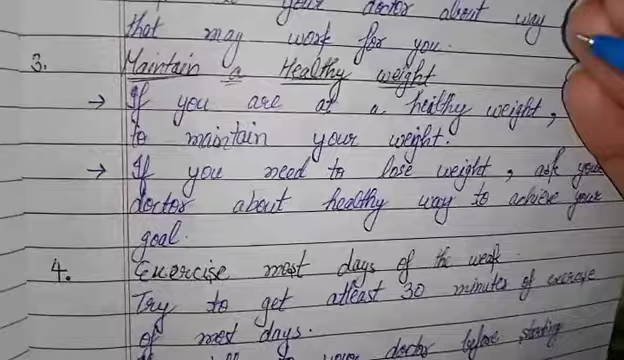 your doctor about way
that may work for you.
3. Maintain a Healthy weight
→ If you are at a heilthy weight,
to maintain your weight.
→ If you need to lose weight, ask your
doctor about healthy way to achieve your
goal.
4. Exercise most days of the weak.
Try to get atleast 30 minutes of exercise
of most days.
your doctor before starting